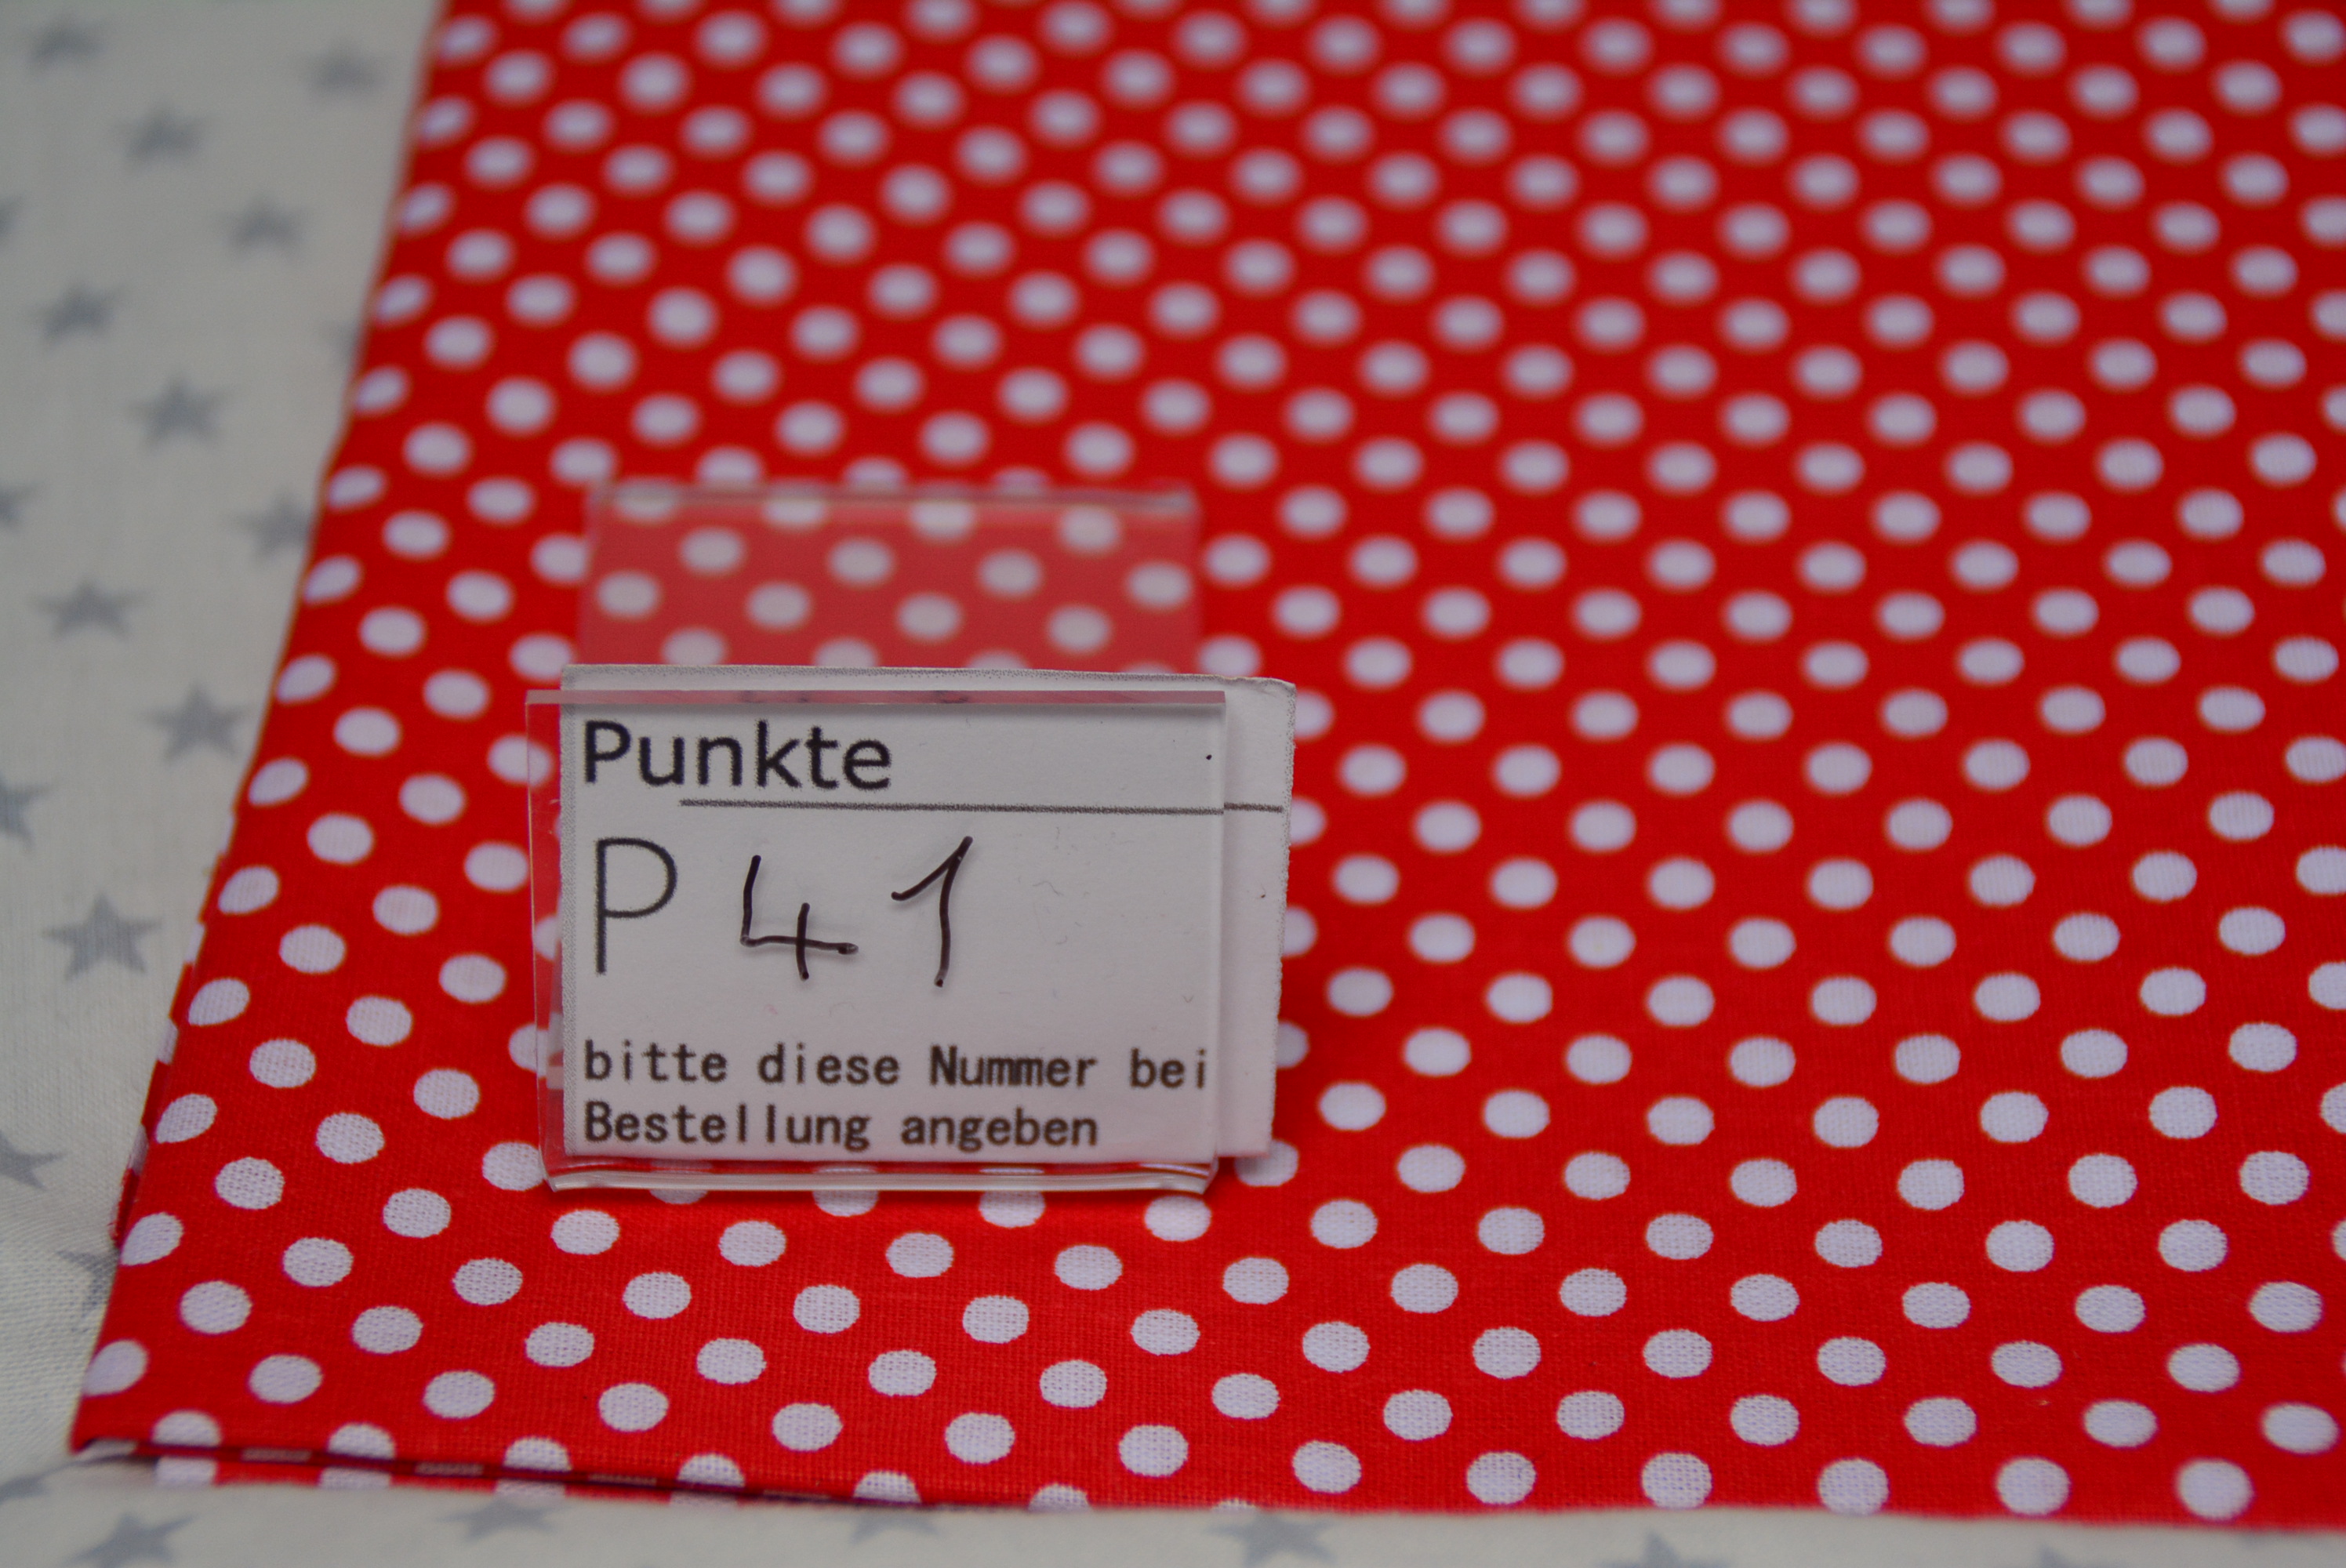 Punkte
P 41
bitte diese Nummer bei
Bestellung angeben